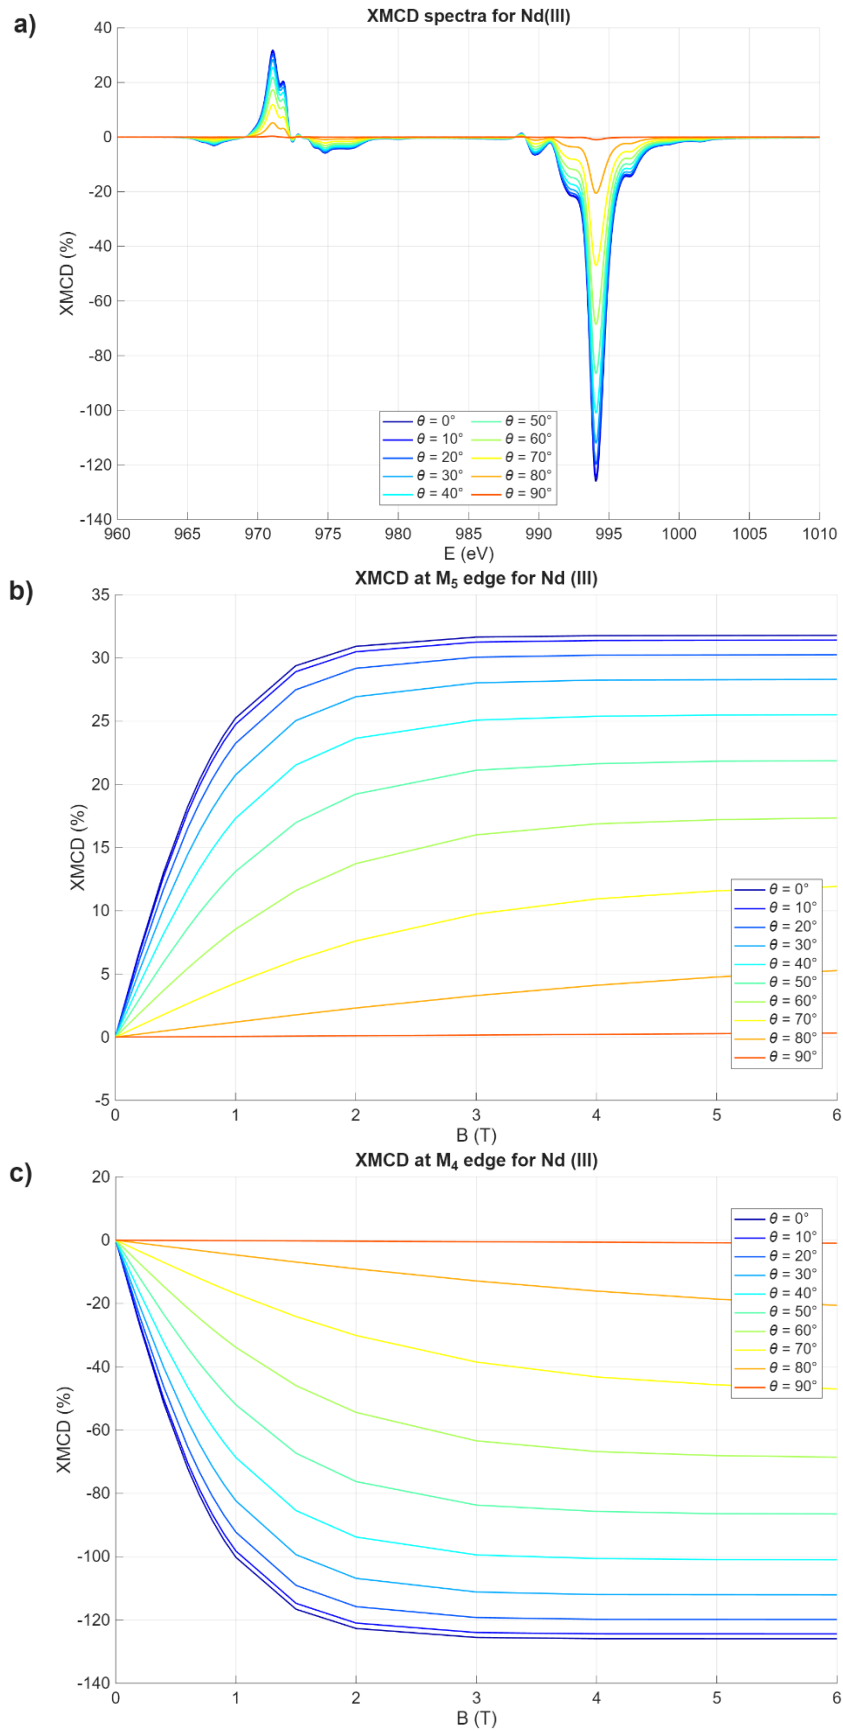 a)
XMCD spectra for Nd(III)
40
20
0
-20
-40
-60
-80
-100
-120
-140
XMCD (%)
θ = 0°
θ = 10°
θ = 20°
θ = 30°
θ = 40°
θ = 50°
θ = 60°
θ = 70°
θ = 80°
θ = 90°
960 965 970 975 980 985 990 995 1000 1005 1010
E (eV)
b)
XMCD at M5 edge for Nd (III)
35
30
25
20
15
10
5
0
-5
XMCD (%)
θ = 0°
θ = 10°
θ = 20°
θ = 30°
θ = 40°
θ = 50°
θ = 60°
θ = 70°
θ = 80°
θ = 90°
0 1 2 3 4 5 6
B (T)
c)
XMCD at M4 edge for Nd (III)
20
0
-20
-40
-60
-80
-100
-120
-140
XMCD (%)
θ = 0°
θ = 10°
θ = 20°
θ = 30°
θ = 40°
θ = 50°
θ = 60°
θ = 70°
θ = 80°
θ = 90°
0 1 2 3 4 5 6
B (T)